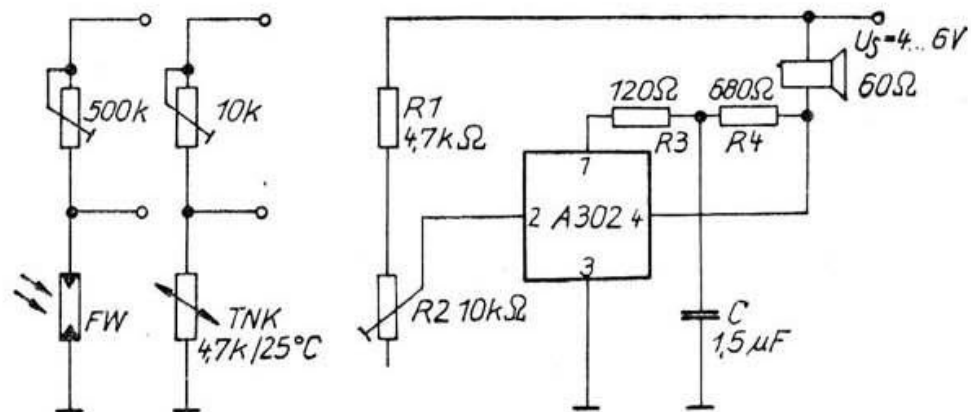 500k
FW
10k
TNK
4,7k/25°C
R1
4,7kΩ
R2 10kΩ
120Ω
R3
680Ω
R4
1
2 A302 4
3
C
1,5µF
U_S=4...6V
60Ω